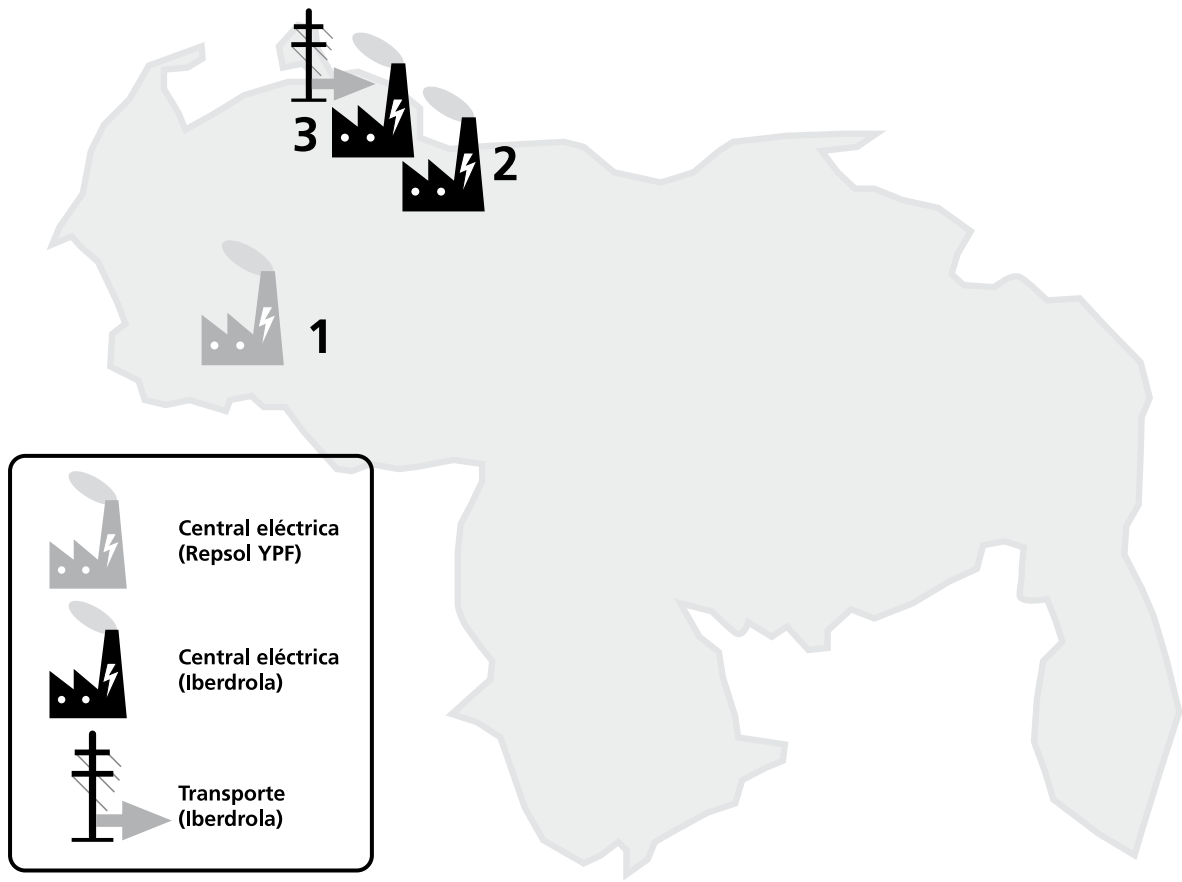 3
2
1
Central eléctrica
(Repsol YPF)
Central eléctrica
(Iberdrola)
Transporte
(Iberdrola)